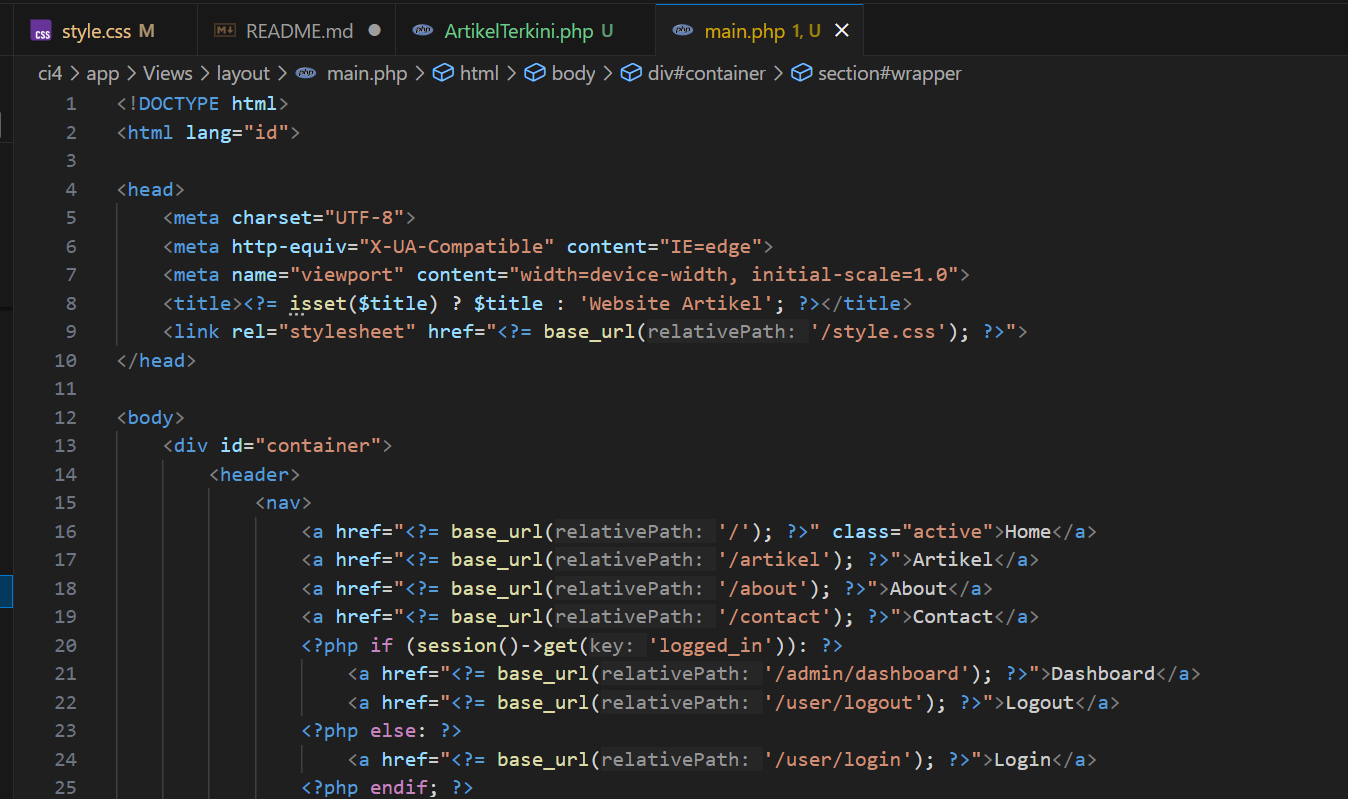 CSS style.css M M↓ README.md ● php ArtikelTerkini.php U php main.php 1, U ×
ci4 > app > Views > layout > php main.php > html > body > div#container > section#wrapper
1 <!DOCTYPE html>
2 <html lang="id">
3
4 <head>
5 <meta charset="UTF-8">
6 <meta http-equiv="X-UA-Compatible" content="IE=edge">
7 <meta name="viewport" content="width=device-width, initial-scale=1.0">
8 <title><?= isset($title) ? $title : 'Website Artikel'; ?></title>
9 <link rel="stylesheet" href="<?= base_url(relativePath: '/style.css'); ?>">
10 </head>
11
12 <body>
13 <div id="container">
14 <header>
15 <nav>
16 <a href="<?= base_url(relativePath: '/'); ?>" class="active">Home</a>
17 <a href="<?= base_url(relativePath: '/artikel'); ?>">Artikel</a>
18 <a href="<?= base_url(relativePath: '/about'); ?>">About</a>
19 <a href="<?= base_url(relativePath: '/contact'); ?>">Contact</a>
20 <?php if (session()->get(key: 'logged_in')): ?>
21 <a href="<?= base_url(relativePath: '/admin/dashboard'); ?>">Dashboard</a>
22 <a href="<?= base_url(relativePath: '/user/logout'); ?>">Logout</a>
23 <?php else: ?>
24 <a href="<?= base_url(relativePath: '/user/login'); ?>">Login</a>
25 <?php endif; ?>